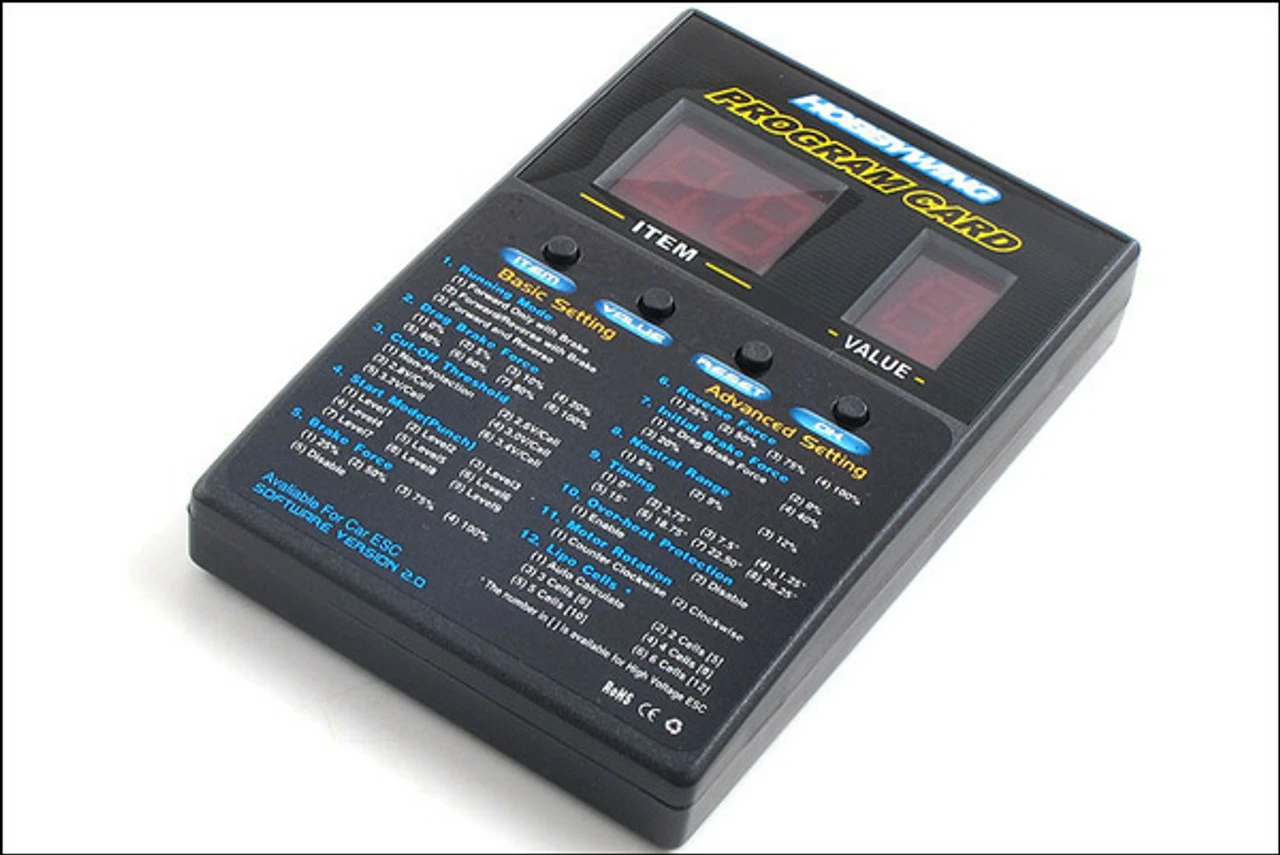 HOBBYWING
PROGRAM CARD
ITEM
- VALUE -
ITEM
VALUE
RESET
OK
Basic Setting
1. Running Mode
(1) Forward Only with Brake
(2) Forward/Reverse with Brake
(3) Forward and Reverse
2. Drag Brake Force
(1) 0% (2) 5% (3) 10% (4) 20%
(5) 40% (6) 60% (7) 80% (8) 100%
3. Cut-Off Threshold
(1) Non-Protection (2) 2.6V/Cell
(3) 2.8V/Cell (4) 3.0V/Cell
(5) 3.2V/Cell (6) 3.4V/Cell
4. Start Mode(Punch)
(1) Level1 (2) Level2 (3) Level3
(4) Level4 (5) Level5 (6) Level6
(7) Level7 (8) Level8 (9) Level9
5. Brake Force
(1) 25% (2) 50% (3) 75% (4) 100%
(5) Disable
Available For Car ESC
SOFTWARE VERSION 2.0
Advanced Setting
6. Reverse Force
(1) 25% (2) 50% (3) 75% (4) 100%
7. Initial Brake Force
(1) = Drag Brake Force (2) 0%
(3) 20% (4) 40%
8. Neutral Range
(1) 6% (2) 9% (3) 12%
9. Timing
(1) 0° (2) 3.75° (3) 7.5° (4) 11.25°
(5) 15° (6) 18.75° (7) 22.50° (8) 26.25°
10. Over-heat Protection
(1) Enable (2) Disable
11. Motor Rotation
(1) Counter Clockwise (2) Clockwise
12. Lipo Cells *
(1) Auto Calculate (2) 2 Cells [5]
(3) 3 Cells [6] (4) 4 Cells [8]
(5) 5 Cells [10] (6) 6 Cells [12]
* The number in [ ] is available for High Voltage ESC
RoHS CE